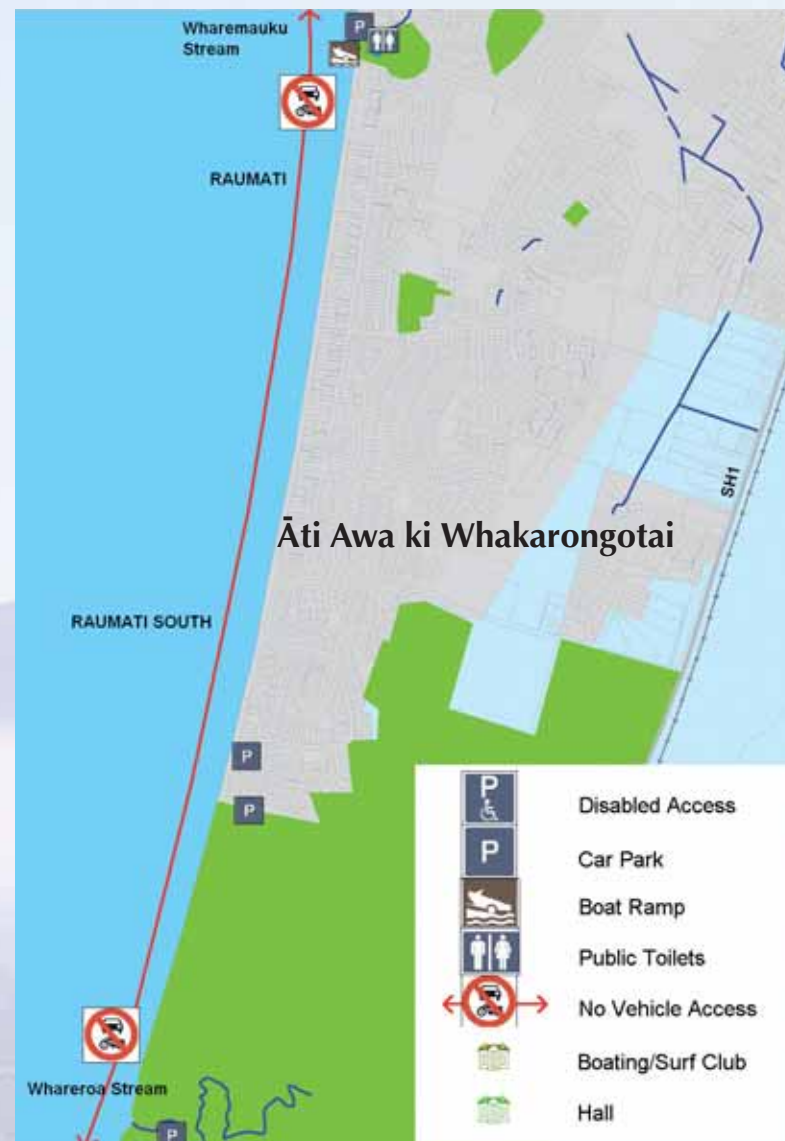 Wharemauku
Stream
P
RAUMATI
SH1
Āti Awa ki Whakarongotai
RAUMATI SOUTH
P
P
Whareroa Stream
P
P
Disabled Access
P
Car Park
Boat Ramp
Public Toilets
No Vehicle Access
Boating/Surf Club
Hall